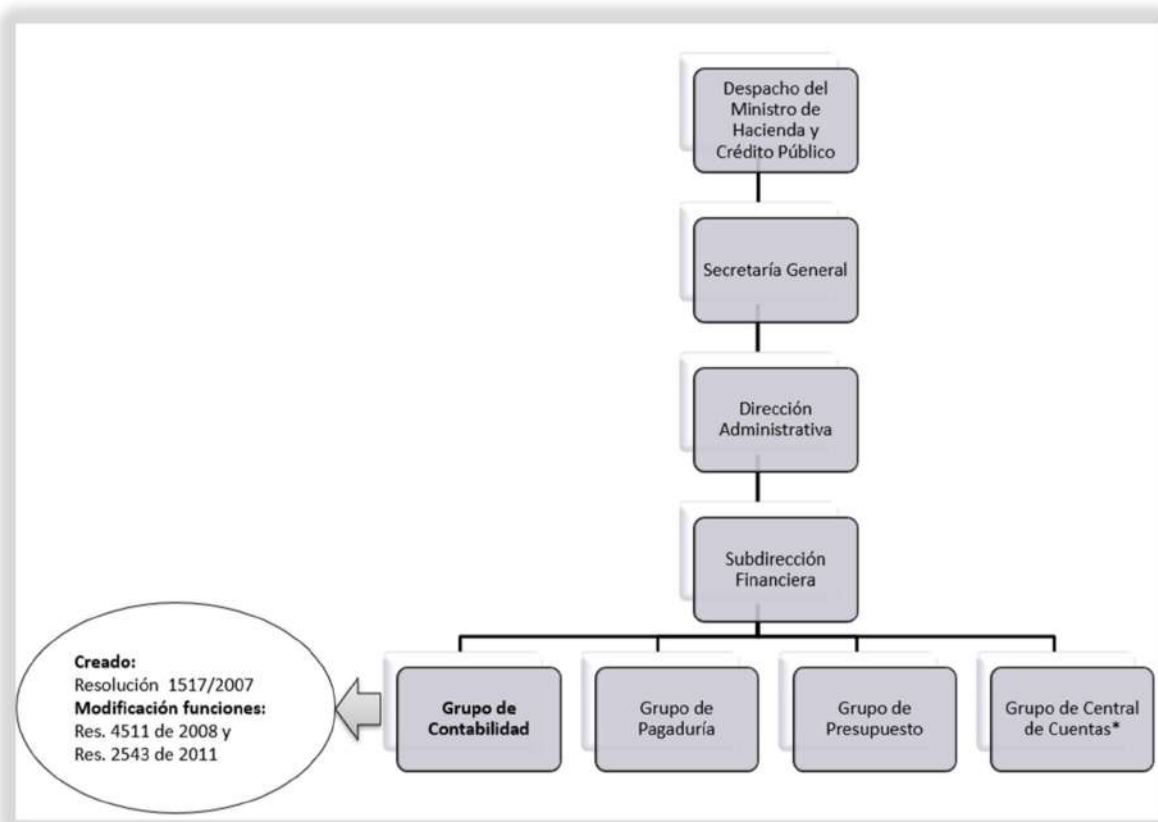 Despacho del
Ministro de
Hacienda y
Crédito Público
Secretaría General
Dirección
Administrativa
Subdirección
Financiera
Creado:
Resolución 1517/2007
Modificación funciones:
Res. 4511 de 2008 y
Res. 2543 de 2011
Grupo de
Contabilidad
Grupo de
Pagaduría
Grupo de
Presupuesto
Grupo de Central
de Cuentas*